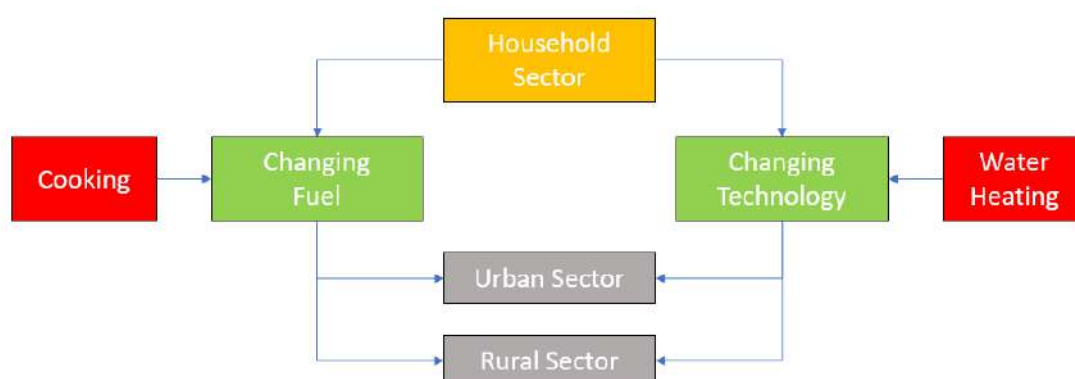 Household
Sector
Cooking
Changing
Fuel
Changing
Technology
Water
Heating
Urban Sector
Rural Sector